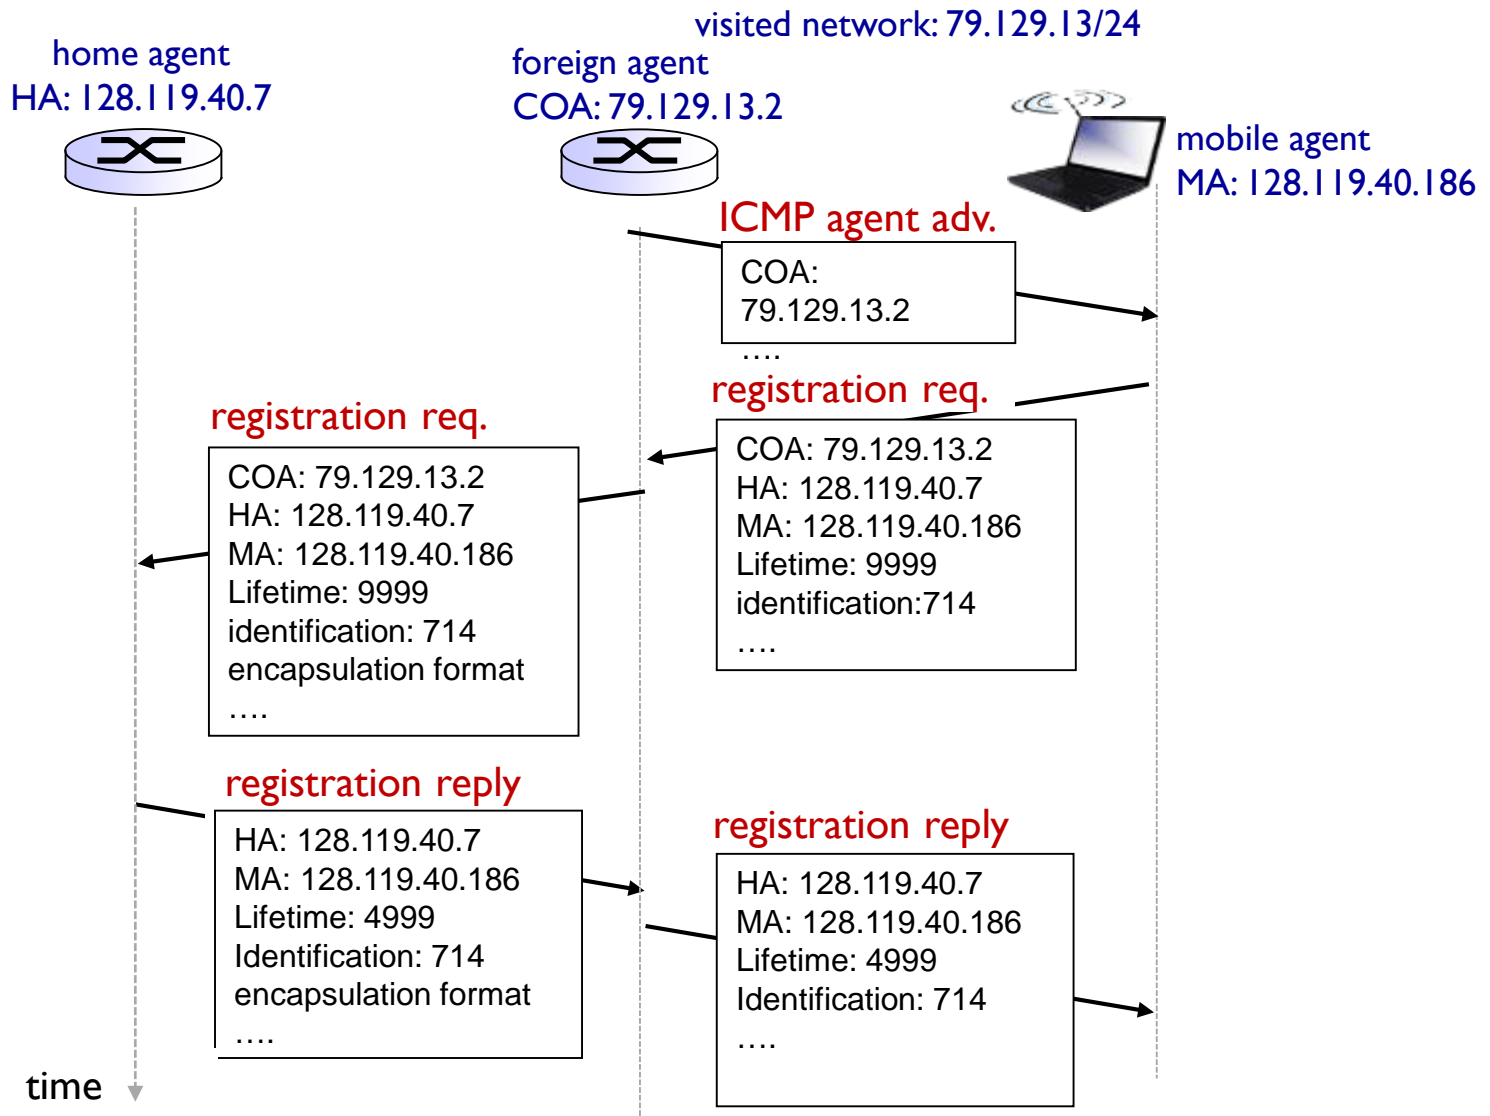 visited network: 79.129.13/24
home agent
HA: 128.119.40.7
foreign agent
COA: 79.129.13.2
mobile agent
MA: 128.119.40.186
ICMP agent adv.
COA:
79.129.13.2
….
registration req.
COA: 79.129.13.2
HA: 128.119.40.7
MA: 128.119.40.186
Lifetime: 9999
identification:714
….
registration req.
COA: 79.129.13.2
HA: 128.119.40.7
MA: 128.119.40.186
Lifetime: 9999
identification: 714
encapsulation format
….
registration reply
HA: 128.119.40.7
MA: 128.119.40.186
Lifetime: 4999
Identification: 714
encapsulation format
….
registration reply
HA: 128.119.40.7
MA: 128.119.40.186
Lifetime: 4999
Identification: 714
….
time